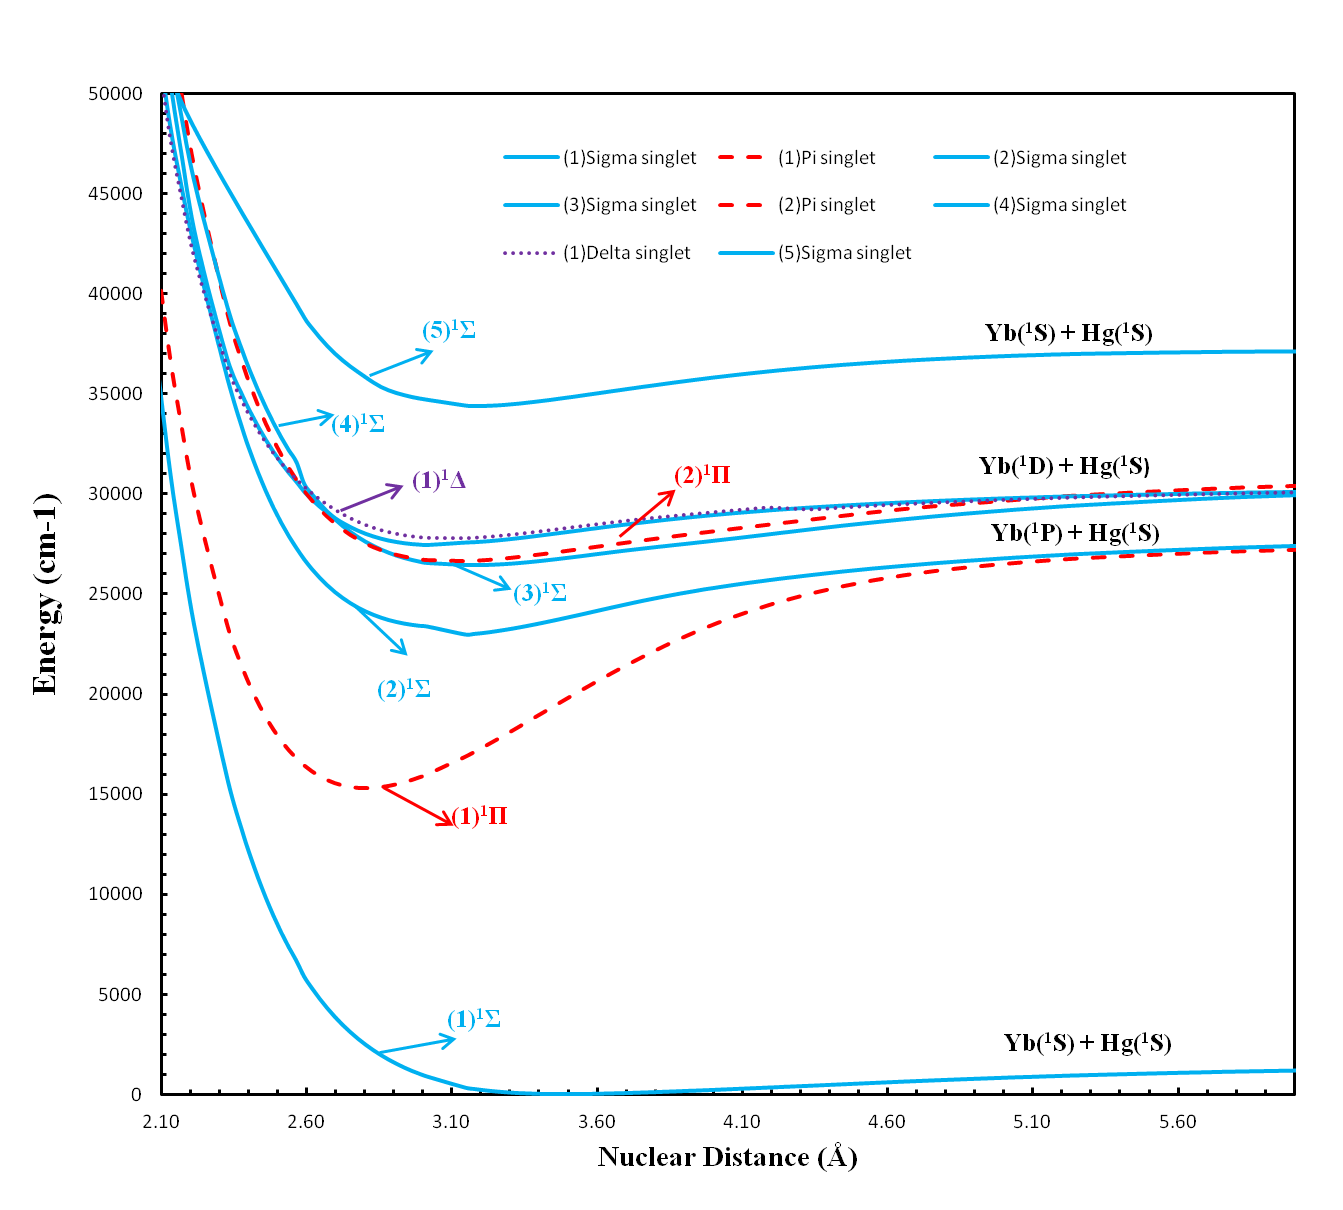 50000
45000
40000
35000
30000
25000
20000
15000
10000
5000
0
Energy (cm-1)
(1)Sigma singlet (1)Pi singlet (2)Sigma singlet
(3)Sigma singlet (2)Pi singlet (4)Sigma singlet
(1)Delta singlet (5)Sigma singlet
(5)¹Σ
Yb(¹S) + Hg(¹S)
(4)¹Σ
(1)¹Δ
(2)¹Π
Yb(¹D) + Hg(¹S)
Yb(¹P) + Hg(¹S)
(3)¹Σ
(2)¹Σ
(1)¹Π
(1)¹Σ
Yb(¹S) + Hg(¹S)
2.10 2.60 3.10 3.60 4.10 4.60 5.10 5.60
Nuclear Distance (Å)